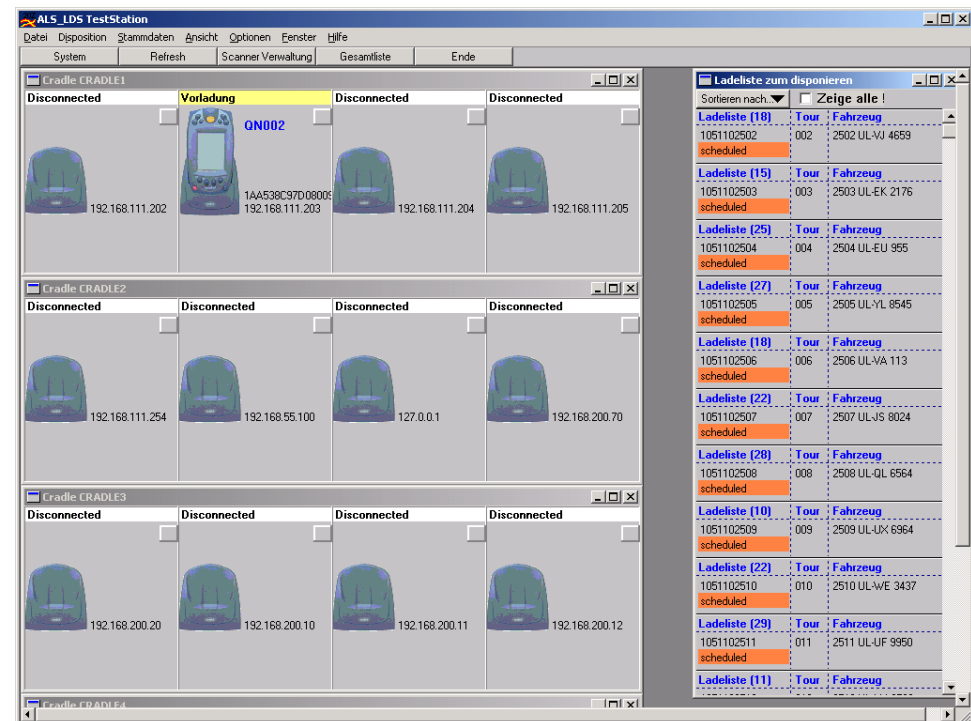 ALS_LDS TestStation
Datei Disposition Stammdaten Ansicht Optionen Fenster Hilfe
System Refresh Scanner Verwaltung Gesamtliste Ende
Cradle CRADLE1
Disconnected Vorladung Disconnected Disconnected
QN002
1AA538C97D08009
192.168.111.202 192.168.111.203 192.168.111.204 192.168.111.205
Cradle CRADLE2
Disconnected Disconnected Disconnected Disconnected
192.168.111.254 192.168.55.100 127.0.0.1 192.168.200.70
Cradle CRADLE3
Disconnected Disconnected Disconnected Disconnected
192.168.200.20 192.168.200.10 192.168.200.11 192.168.200.12
Cradle CRADLE4
Ladeliste zum disponieren
Sortieren nach.. Zeige alle !
Ladeliste (18) Tour Fahrzeug
1051102502 002 2502 UL-VJ 4659
scheduled
Ladeliste (15) Tour Fahrzeug
1051102503 003 2503 UL-EK 2176
scheduled
Ladeliste (25) Tour Fahrzeug
1051102504 004 2504 UL-EU 955
scheduled
Ladeliste (27) Tour Fahrzeug
1051102505 005 2505 UL-YL 8545
scheduled
Ladeliste (18) Tour Fahrzeug
1051102506 006 2506 UL-VA 113
scheduled
Ladeliste (22) Tour Fahrzeug
1051102507 007 2507 UL-JS 8024
scheduled
Ladeliste (28) Tour Fahrzeug
1051102508 008 2508 UL-QL 6564
scheduled
Ladeliste (10) Tour Fahrzeug
1051102509 009 2509 UL-UX 6964
scheduled
Ladeliste (22) Tour Fahrzeug
1051102510 010 2510 UL-WE 3437
scheduled
Ladeliste (29) Tour Fahrzeug
1051102511 011 2511 UL-UF 9950
scheduled
Ladeliste (11) Tour Fahrzeug